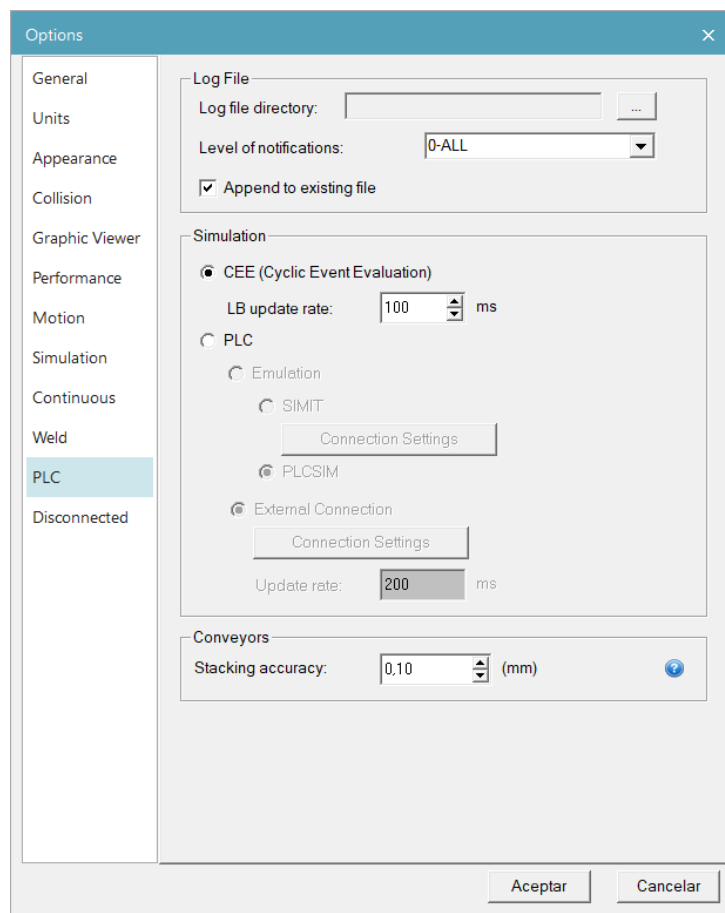 Options
General
Units
Appearance
Collision
Graphic Viewer
Performance
Motion
Simulation
Continuous
Weld
PLC
Disconnected
Log File
Log file directory: ...
Level of notifications: 0-ALL
Append to existing file
Simulation
CEE (Cyclic Event Evaluation)
LB update rate: 100 ms
PLC
Emulation
SIMIT
Connection Settings
PLCSIM
External Connection
Connection Settings
Update rate: 200 ms
Conveyors
Stacking accuracy: 0,10 (mm) ?
Aceptar Cancelar